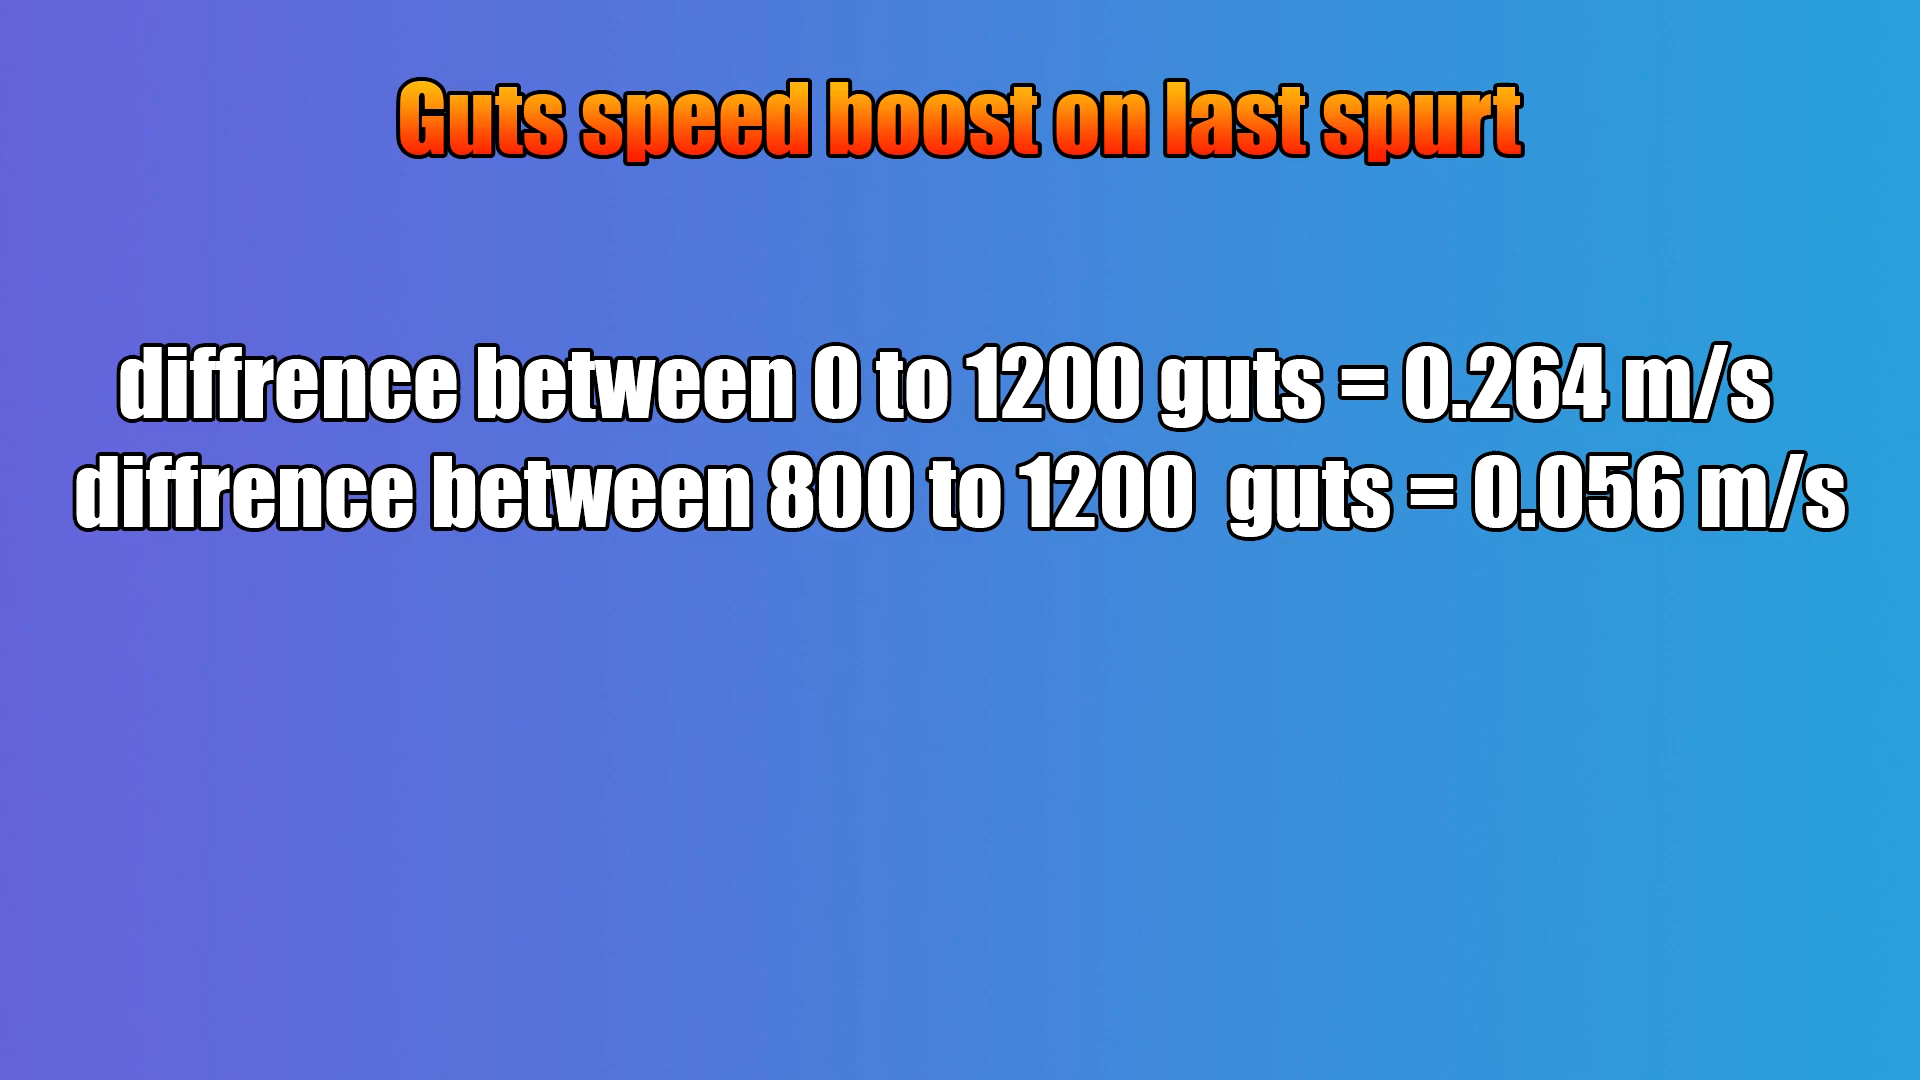 Guts speed boost on last spurt
diffrence between 0 to 1200 guts = 0.264 m/s
diffrence between 800 to 1200  guts = 0.056 m/s